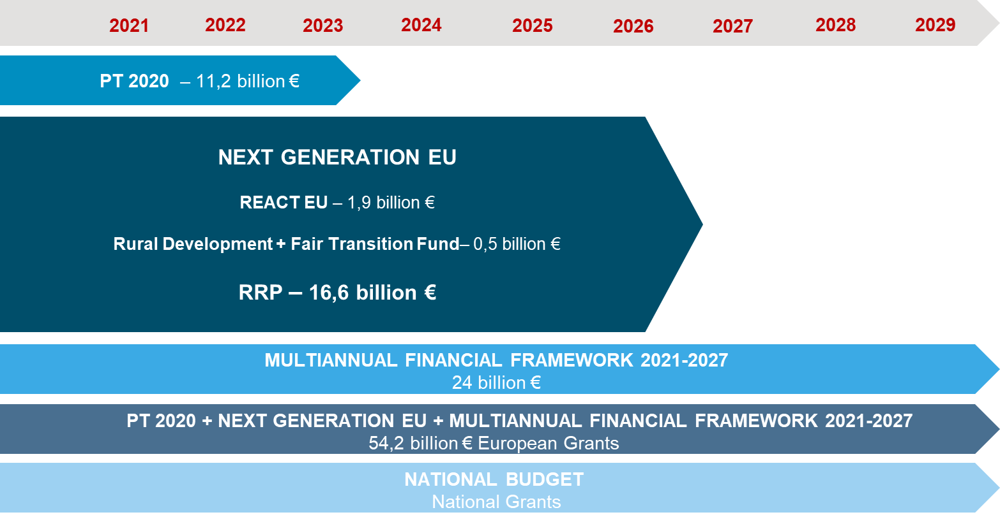 2021 2022 2023 2024 2025 2026 2027 2028 2029
PT 2020 – 11,2 billion €
NEXT GENERATION EU
REACT EU – 1,9 billion €
Rural Development + Fair Transition Fund– 0,5 billion €
RRP – 16,6 billion €
MULTIANNUAL FINANCIAL FRAMEWORK 2021-2027
24 billion €
PT 2020 + NEXT GENERATION EU + MULTIANNUAL FINANCIAL FRAMEWORK 2021-2027
54,2 billion € European Grants
NATIONAL BUDGET
National Grants